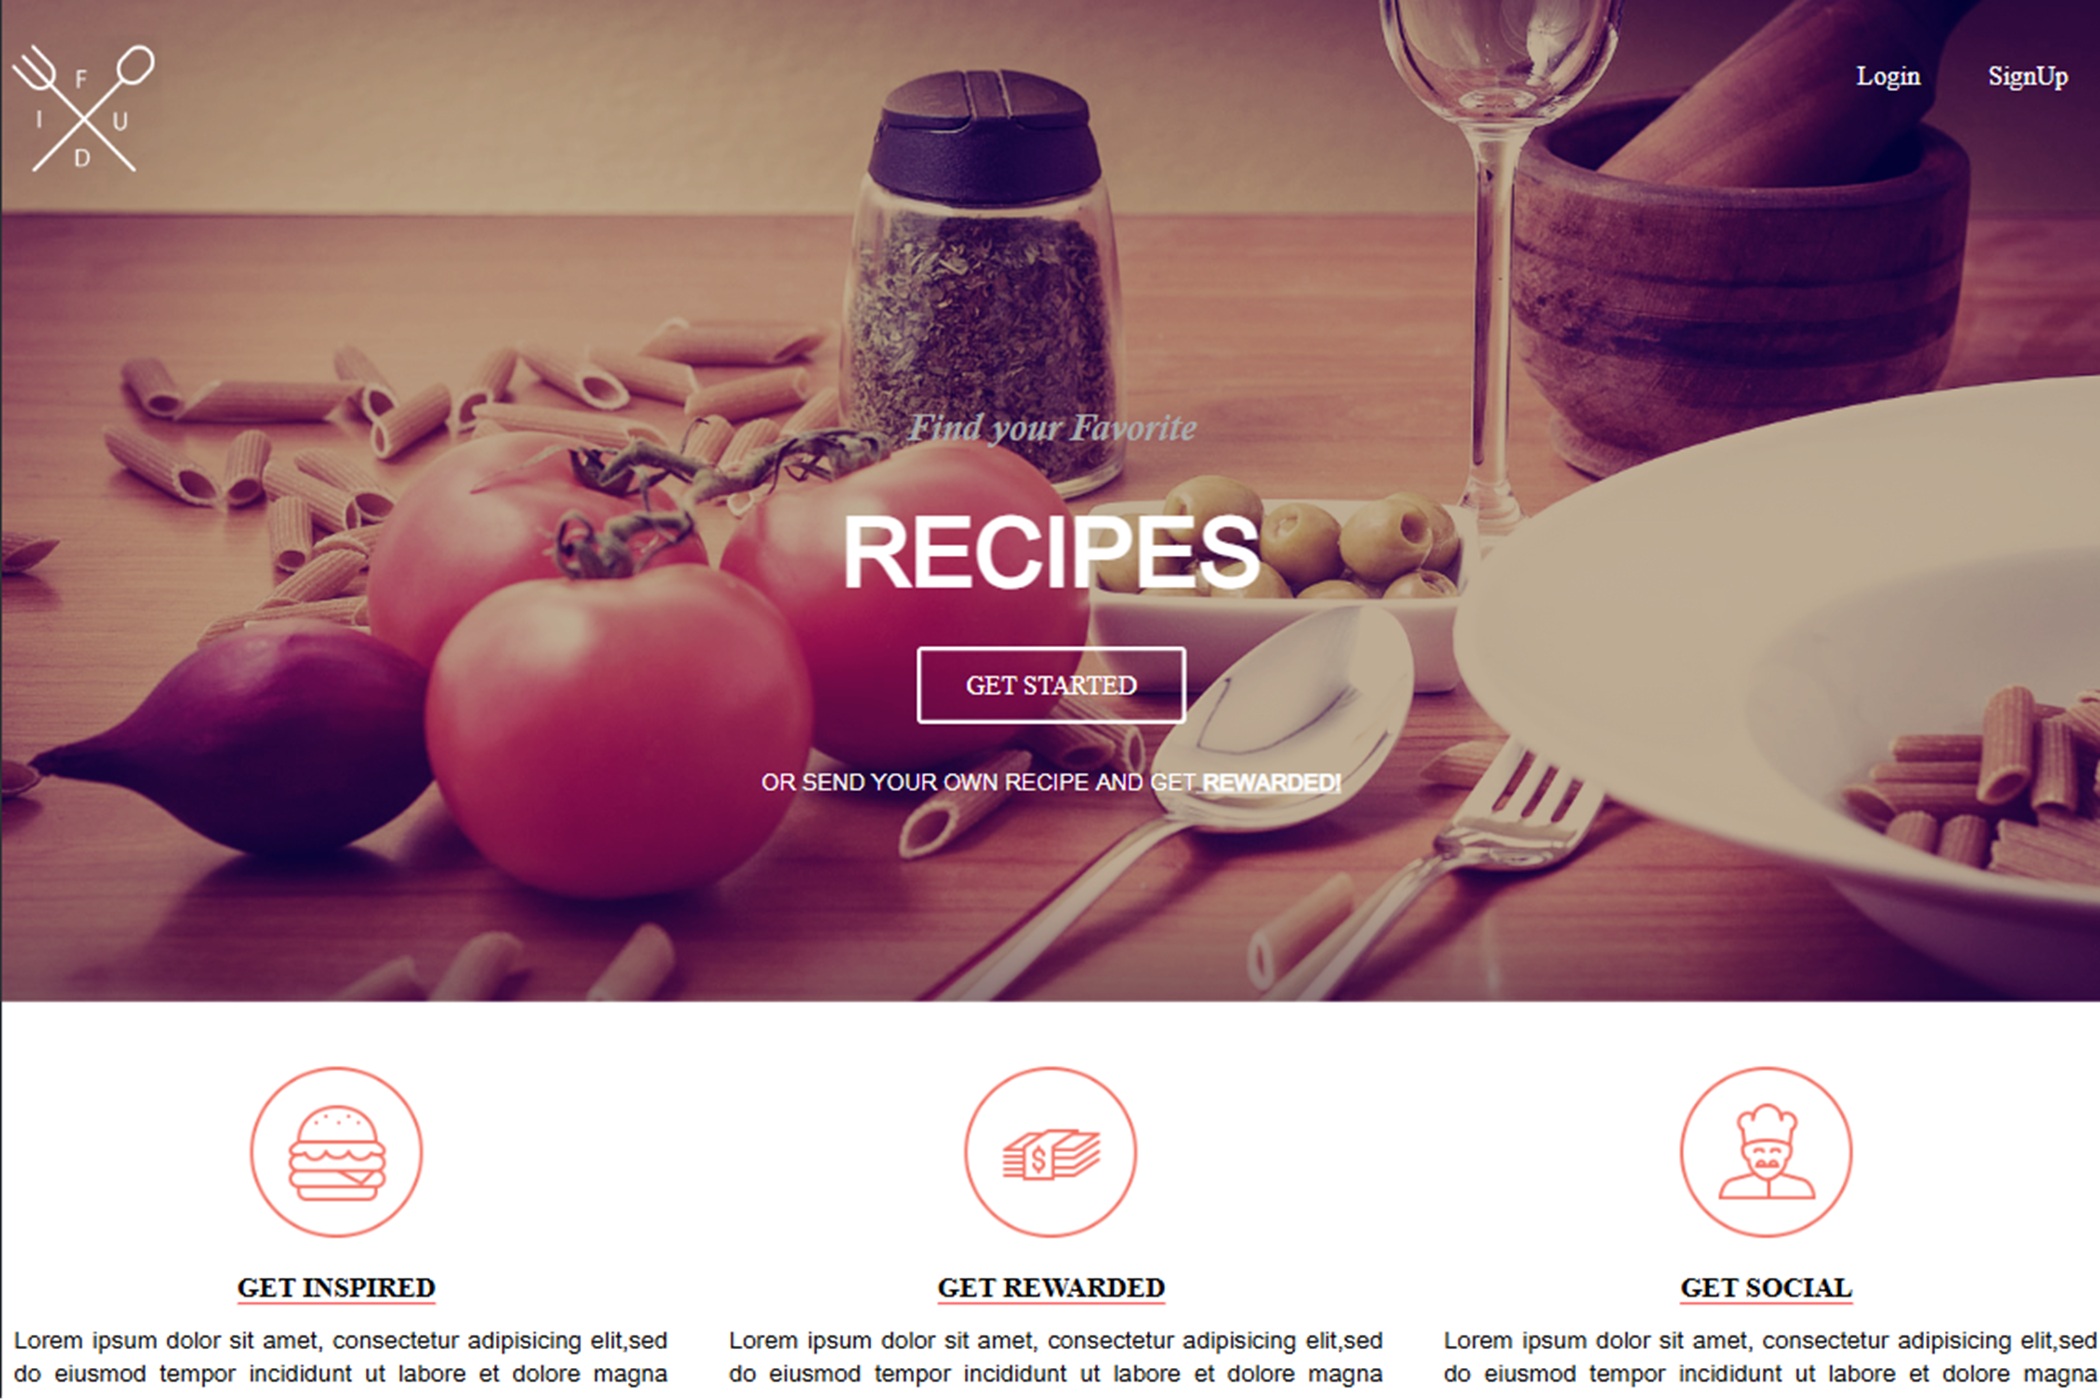 F
I U
D
Login SignUp
Find your Favorite
RECIPES
GET STARTED
OR SEND YOUR OWN RECIPE AND GET REWARDED!
$
GET INSPIRED
Lorem ipsum dolor sit amet, consectetur adipisicing elit,sed
do eiusmod tempor incididunt ut labore et dolore magna
GET REWARDED
Lorem ipsum dolor sit amet, consectetur adipisicing elit,sed
do eiusmod tempor incididunt ut labore et dolore magna
GET SOCIAL
Lorem ipsum dolor sit amet, consectetur adipisicing elit,sed
do eiusmod tempor incididunt ut labore et dolore magna